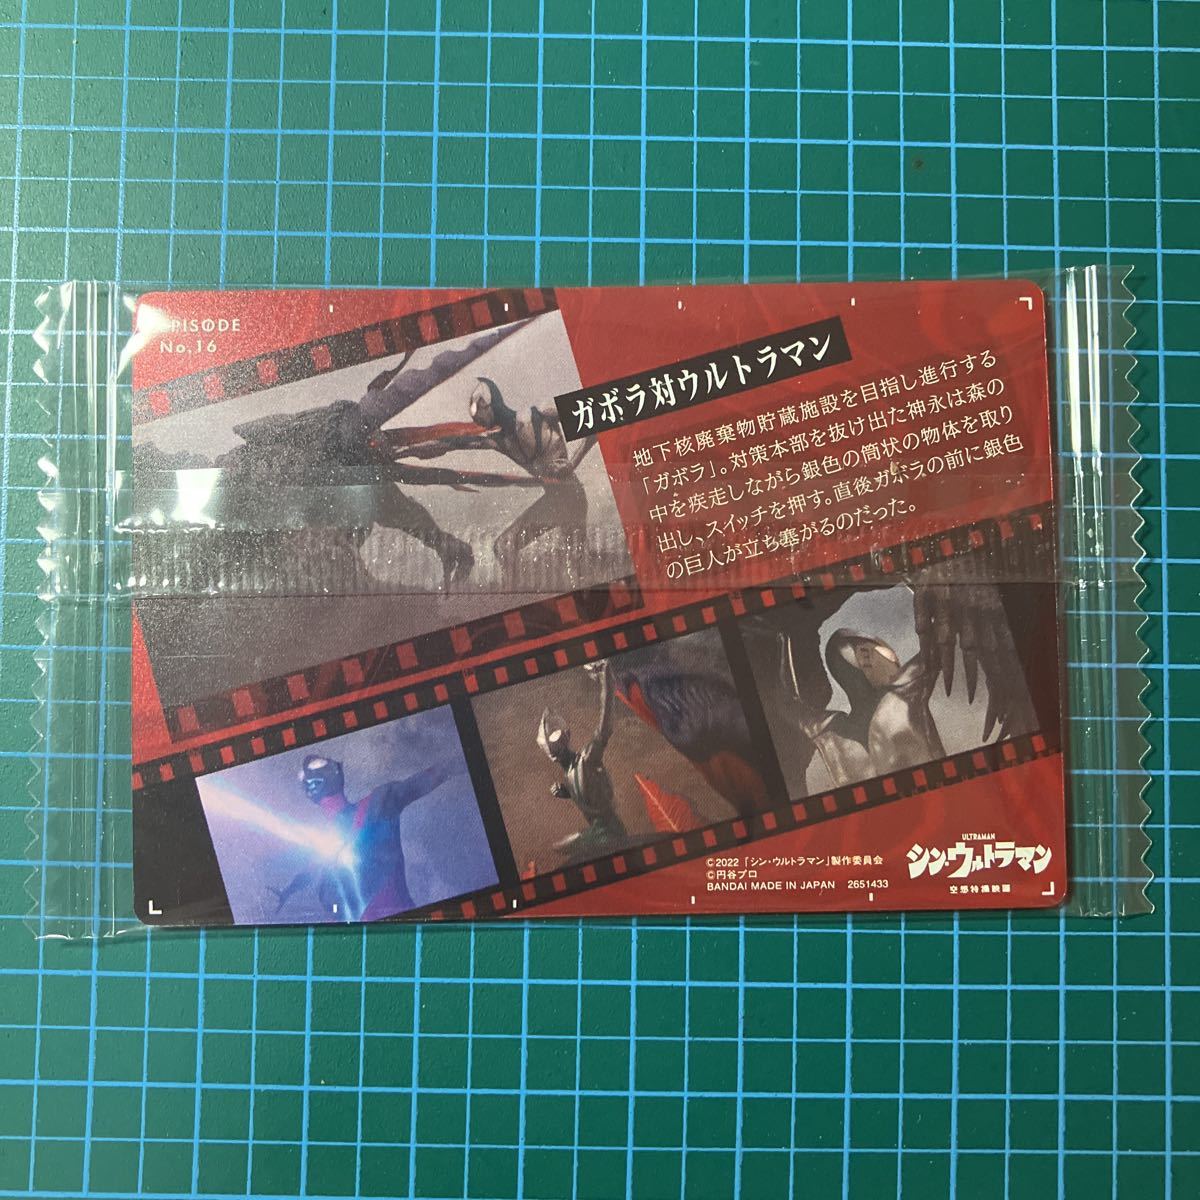 EPISODE
No,16
ガボラ対ウルトラマン
地下核廃棄物貯蔵施設を目指し進行する
「ガボラ」。対策本部を抜け出た神永は森の
中を疾走しながら銀色の筒状の物体を取り
出し、スイッチを押す。直後ガボラの前に銀色
の巨人が立ち塞がるのだった。
©2022「シン・ウルトラマン」製作委員会
©円谷プロ
BANDAI MADE IN JAPAN 2651433
ULTRAMAN
シン・ウルトラマン
空想特撮映画